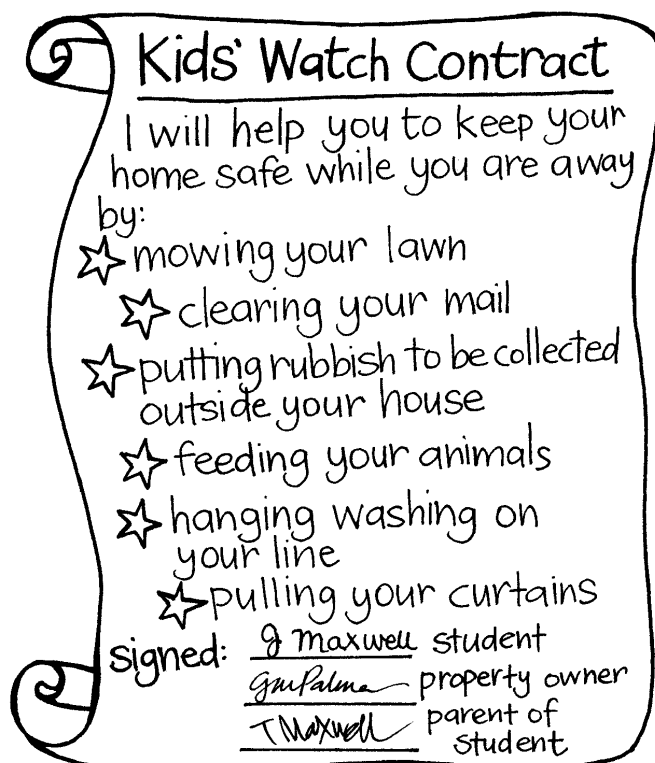 Kids' Watch Contract
I will help you to keep your
home safe while you are away
by:
mowing your lawn
clearing your mail
putting rubbish to be collected
outside your house
feeding your animals
hanging washing on
your line
pulling your curtains
signed: J Maxwell student
GM Palma property owner
T Maxwell parent of
student